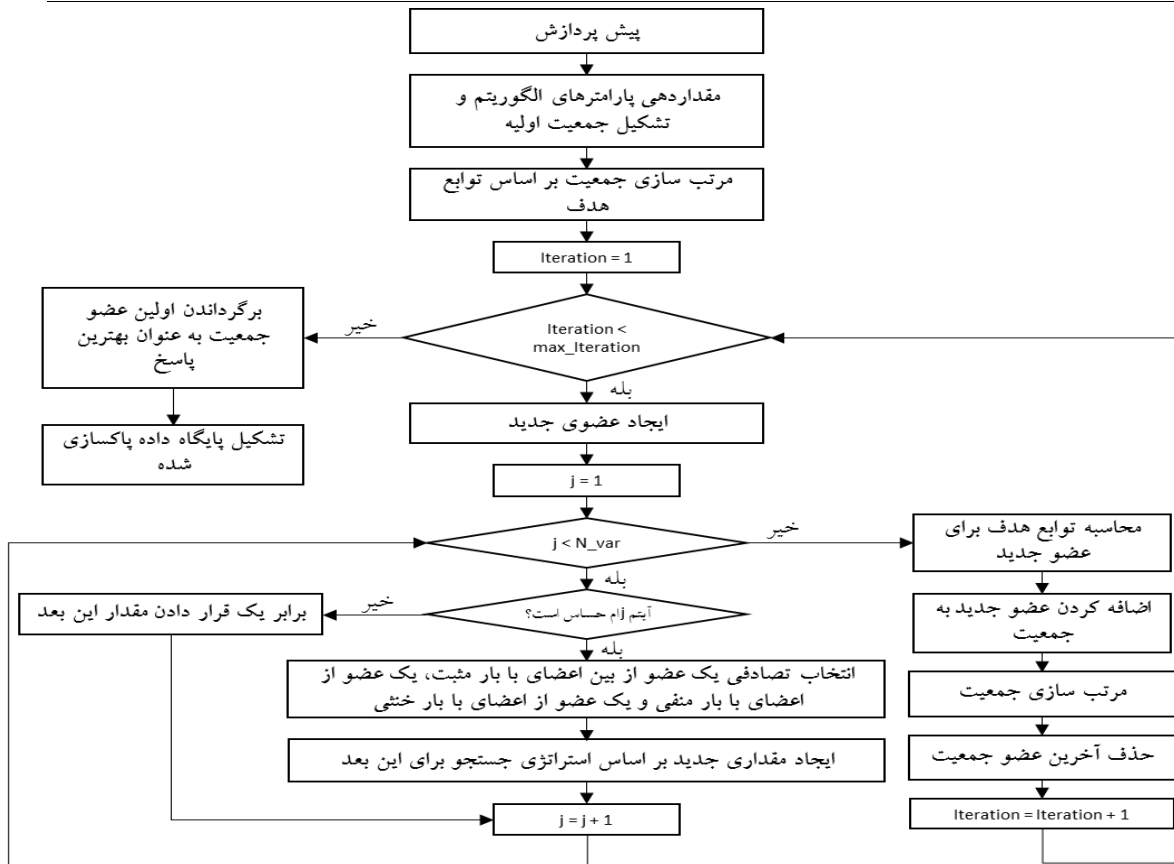 پیش پردازش
مقداردهی پارامترهای الگوریتم و
تشکیل جمعیت اولیه
مرتب سازی جمعیت بر اساس توابع
هدف
Iteration = 1
Iteration <
max_Iteration
خیر
برگرداندن اولین عضو
جمعیت به عنوان بهترین
پاسخ
تشکیل پایگاه داده پاکسازی
شده
بله
ایجاد عضوی جدید
j = 1
j < N_var
خیر
محاسبه توابع هدف برای
عضو جدید
اضافه کردن عضو جدید به
جمعیت
مرتب سازی جمعیت
حذف آخرین عضو جمعیت
Iteration = Iteration + 1
بله
آیتم jام حساس است؟
خیر
برابر یک قرار دادن مقدار این بعد
بله
انتخاب تصادفی یک عضو از بین اعضای با بار مثبت، یک عضو از
اعضای با بار منفی و یک عضو از اعضای با بار خنثی
ایجاد مقداری جدید بر اساس استراتژی جستجو برای این بعد
j = j + 1